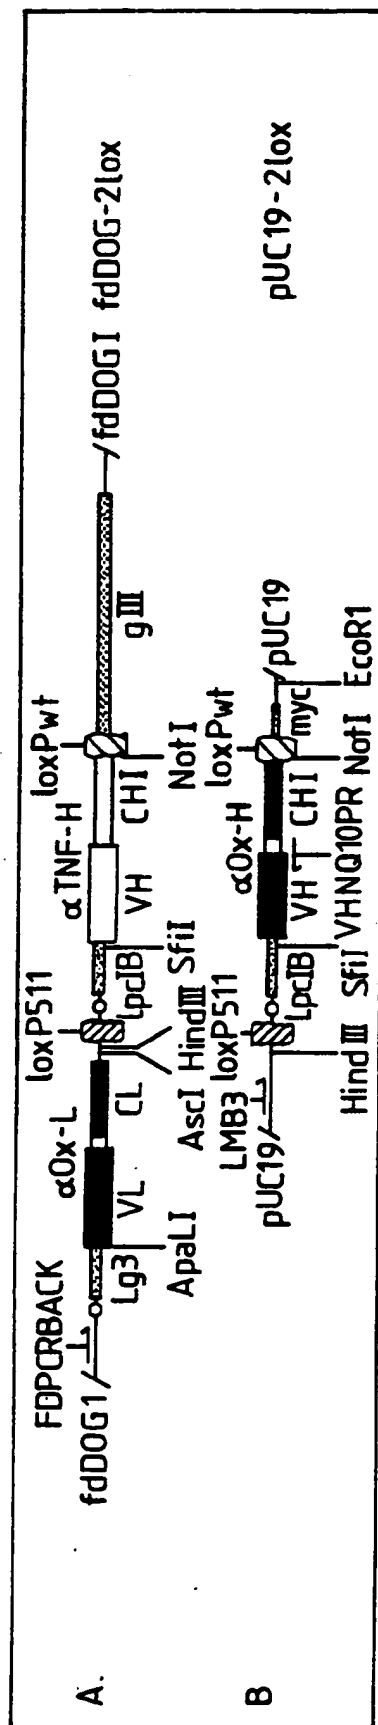 A.
FDPCRBACK
αOx-L
loxP511
αTNF-H
loxPwt
fdDOG1
Lg3
VL
CL
LpclB
VH
CHI
gIII
fdDOGI
fdDOG-2lox
ApaLI
AscI
HindIII
SfiI
NotI
B
LMB3
loxP511
αOx-H
loxPwt
pUC19
LpclB
VH
CHI
myc
pUC19
pUC19-2lox
HindIII
SfiI
VHNQ10PR
NotI
EcoR1